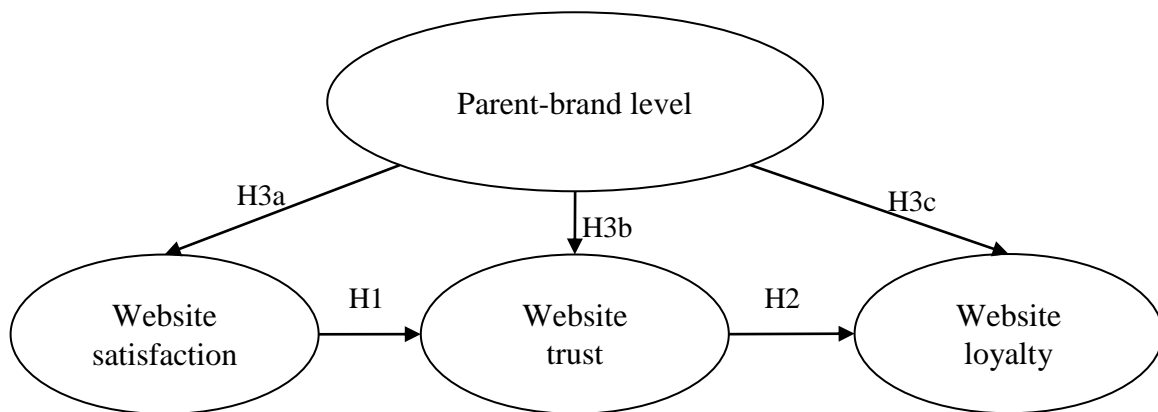 Parent-brand level
H3a
H3c
H3b
H1
H2
Website
satisfaction
Website
trust
Website
loyalty